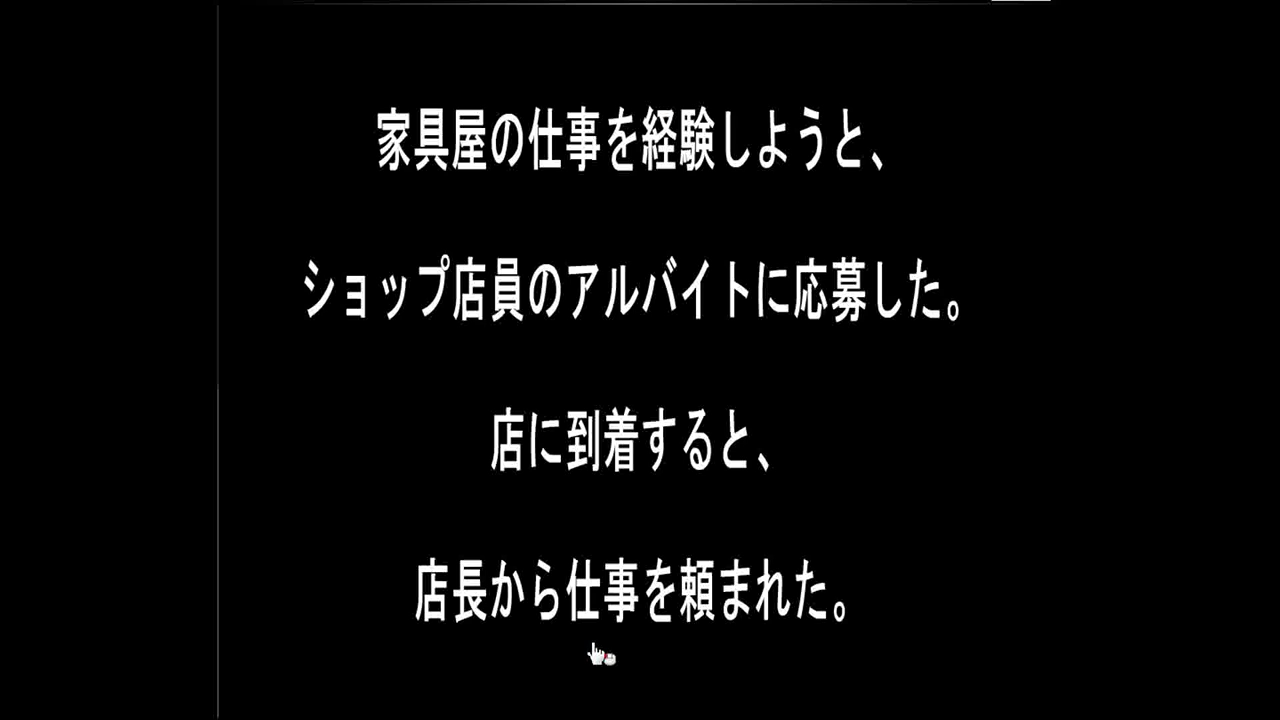 家具屋の仕事を経験しようと、
ショップ店員のアルバイトに応募した。
店に到着すると、
店長から仕事を頼まれた。